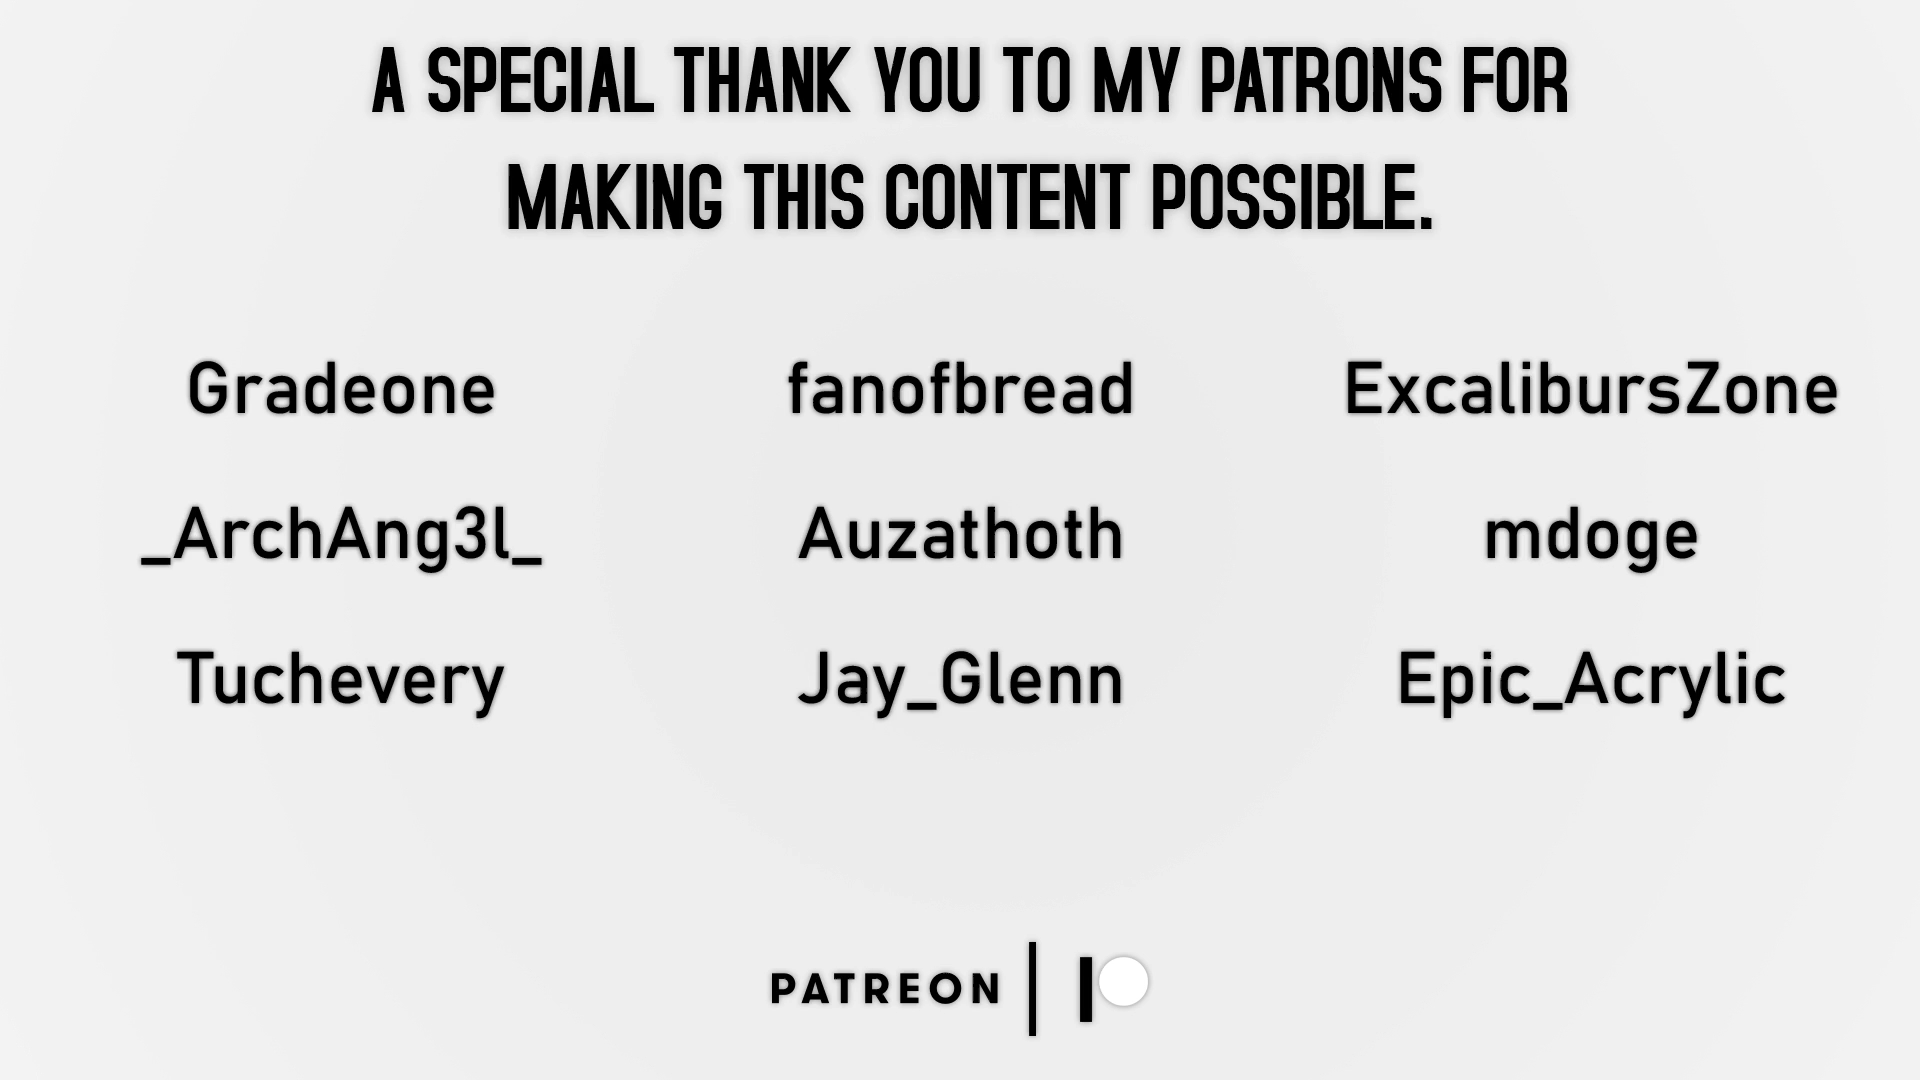 A SPECIAL THANK YOU TO MY PATRONS FOR
MAKING THIS CONTENT POSSIBLE.
Gradeone fanofbread ExcalibursZone
_ArchAng3l_ Auzathoth mdoge
Tuchevery Jay_Glenn Epic_Acrylic
PATREON